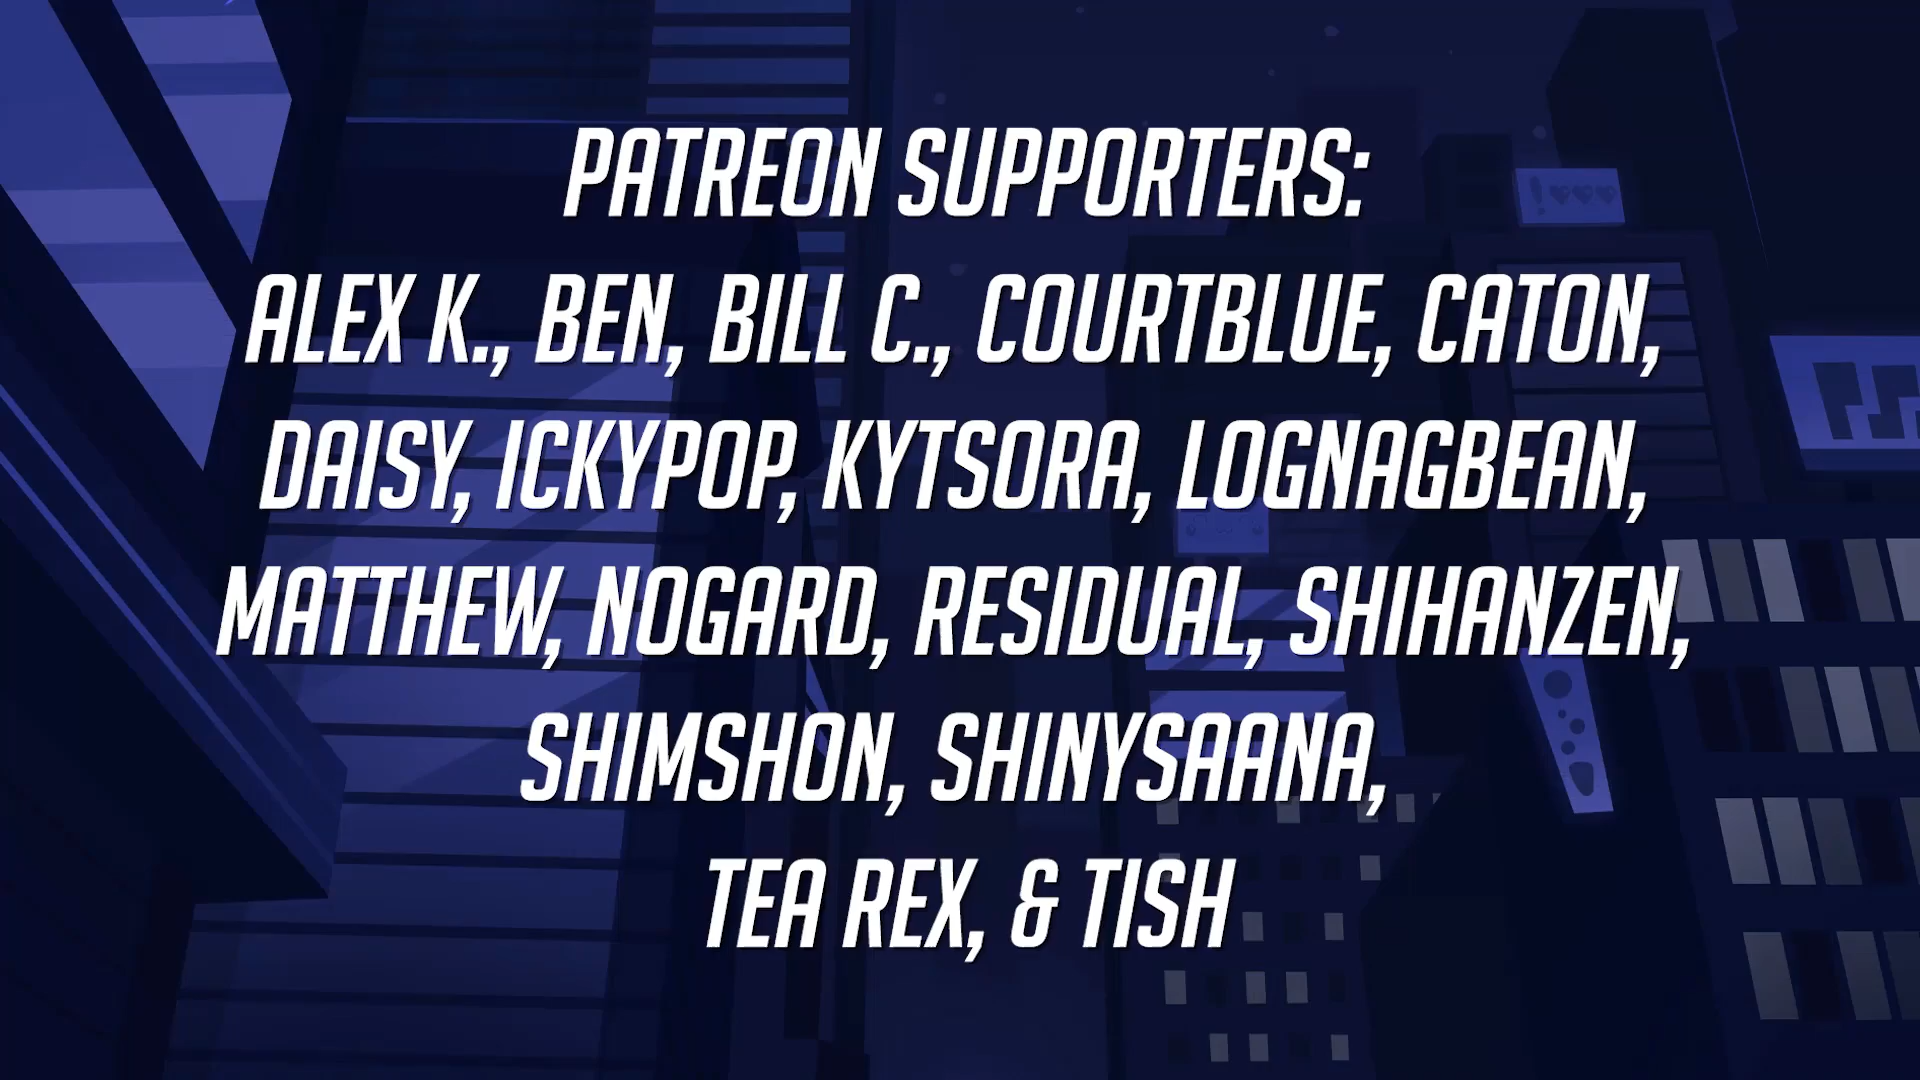 PATREON SUPPORTERS:
ALEX K., BEN, BILL C., COURTBLUE, CATON,
DAISY, ICKYPOP, KYTSORA, LOGNAGBEAN,
MATTHEW, NOGARD, RESIDUAL, SHIHANZEN,
SHIMSHON, SHINYSAANA,
TEA REX, & TISH